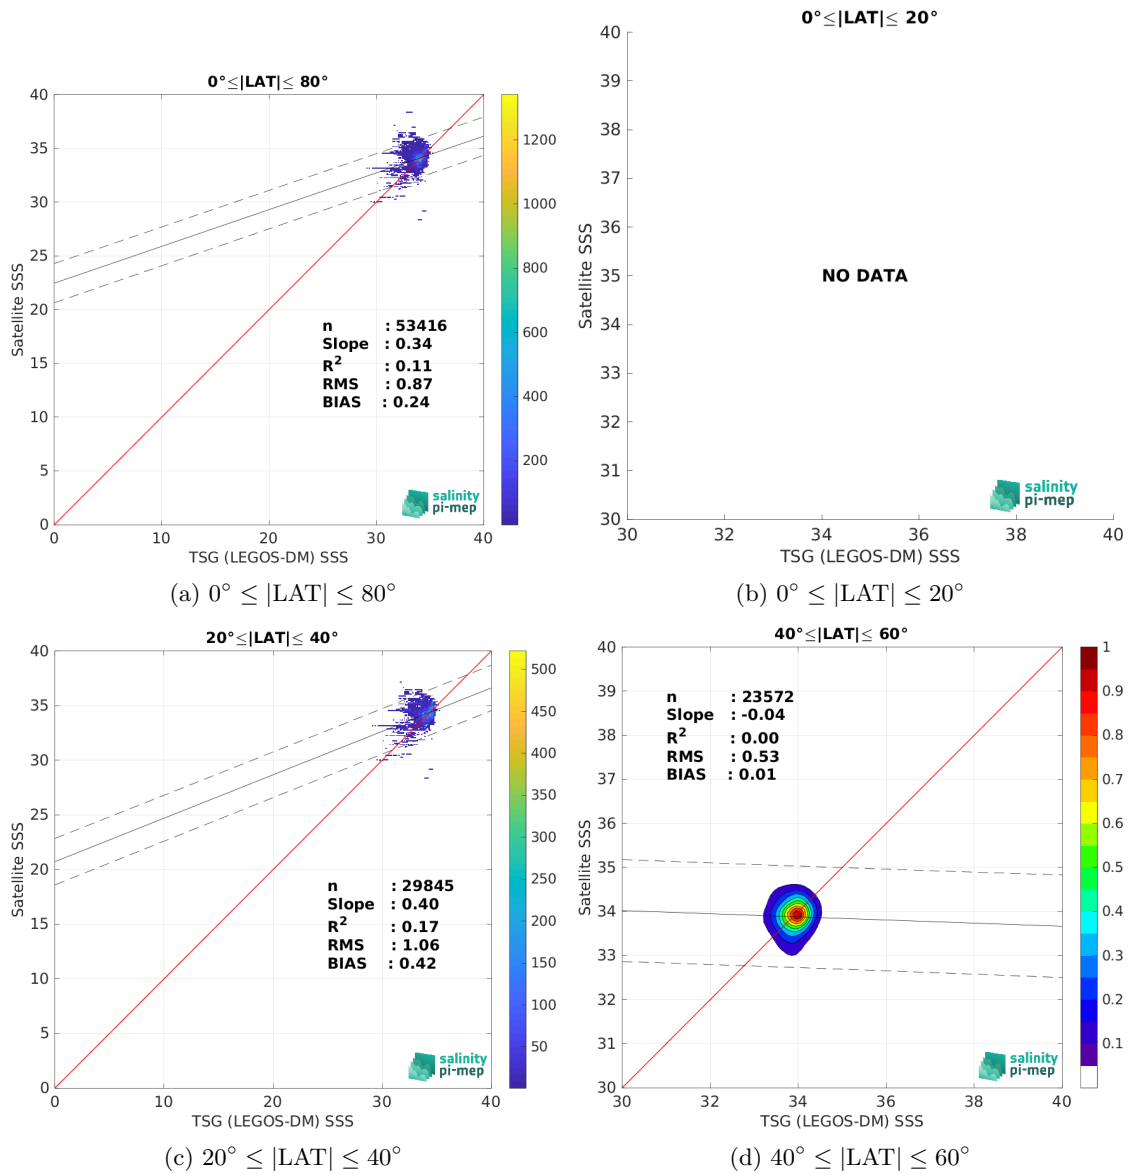 0°≤|LAT|≤ 80°
40
35
30
25
20
15
10
5
0
Satellite SSS
0
10
20
30
40
TSG (LEGOS-DM) SSS
1200
1000
800
600
400
200
n : 53416
Slope : 0.34
R² : 0.11
RMS : 0.87
BIAS : 0.24
salinity
pi-mep
(a) 0° ≤ |LAT| ≤ 80°
0°≤|LAT|≤ 20°
40
39
38
37
36
35
34
33
32
31
30
Satellite SSS
NO DATA
30
32
34
36
38
40
TSG (LEGOS-DM) SSS
salinity
pi-mep
(b) 0° ≤ |LAT| ≤ 20°
20°≤|LAT|≤ 40°
40
35
30
25
20
15
10
5
0
Satellite SSS
0
10
20
30
40
TSG (LEGOS-DM) SSS
500
450
400
350
300
250
200
150
100
50
n : 29845
Slope : 0.40
R² : 0.17
RMS : 1.06
BIAS : 0.42
salinity
pi-mep
(c) 20° ≤ |LAT| ≤ 40°
40°≤|LAT|≤ 60°
40
39
38
37
36
35
34
33
32
31
30
Satellite SSS
30
32
34
36
38
40
TSG (LEGOS-DM) SSS
1
0.9
0.8
0.7
0.6
0.5
0.4
0.3
0.2
0.1
n : 23572
Slope : -0.04
R² : 0.00
RMS : 0.53
BIAS : 0.01
salinity
pi-mep
(d) 40° ≤ |LAT| ≤ 60°